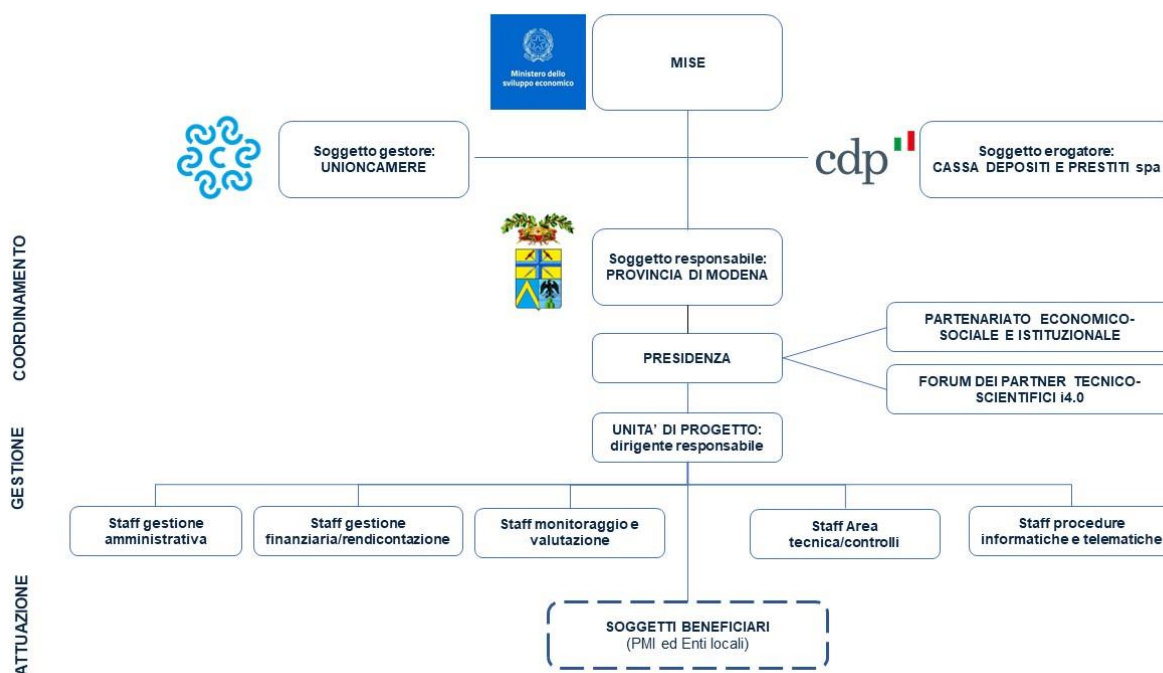 Ministero dello
sviluppo economico
MISE
Soggetto gestore:
UNIONCAMERE
cdp
Soggetto erogatore:
CASSA DEPOSITI E PRESTITI spa
COORDINAMENTO
Soggetto responsabile:
PROVINCIA DI MODENA
PARTENARIATO ECONOMICO-
SOCIALE E ISTITUZIONALE
PRESIDENZA
FORUM DEI PARTNER TECNICO-
SCIENTIFICI i4.0
GESTIONE
UNITA' DI PROGETTO:
dirigente responsabile
Staff gestione
amministrativa
Staff gestione
finanziaria/rendicontazione
Staff monitoraggio e
valutazione
Staff Area
tecnica/controlli
Staff procedure
informatiche e telematiche
ATTUAZIONE
SOGGETTI BENEFICIARI
(PMI ed Enti locali)